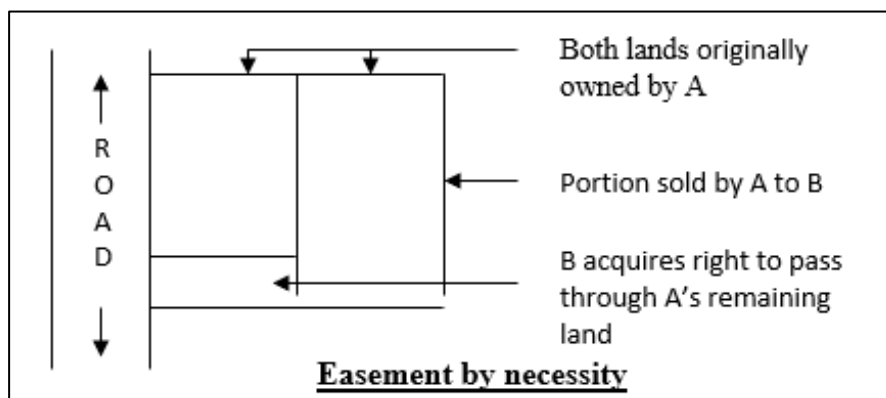 Both lands originally
owned by A
R
O
A
D
Portion sold by A to B
B acquires right to pass
through A's remaining
land
Easement by necessity